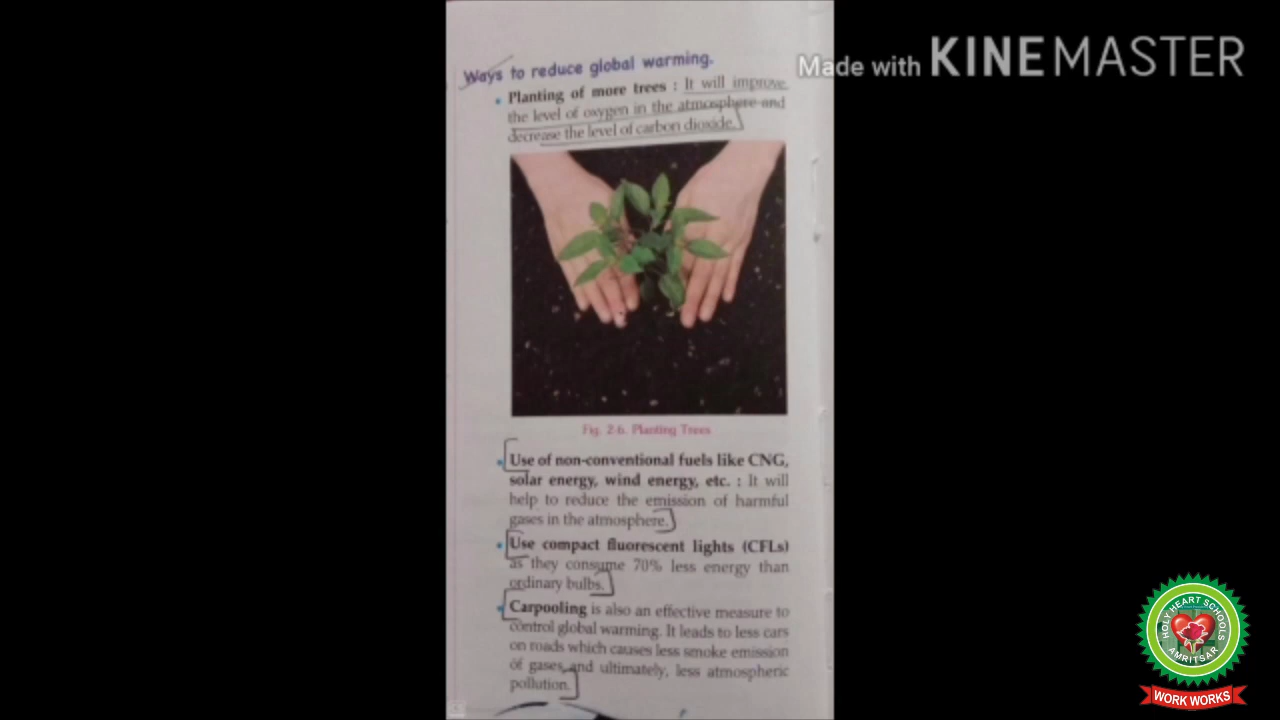 Made with KINEMASTER
Ways to reduce global warming.
• Planting of more trees : It will improve
the level of oxygen in the atmosphere and
decrease the level of carbon dioxide.
Fig. 2.6. Planting Trees
• Use of non-conventional fuels like CNG,
solar energy, wind energy, etc. : It will
help to reduce the emission of harmful
gases in the atmosphere.
• Use compact fluorescent lights (CFLs)
as they consume 70% less energy than
ordinary bulbs.
• Carpooling is also an effective measure to
control global warming. It leads to less cars
on roads which causes less smoke emission
of gases and ultimately, less atmospheric
pollution.
HOLY HEART SCHOOLS
AMRITSAR
WORK WORKS